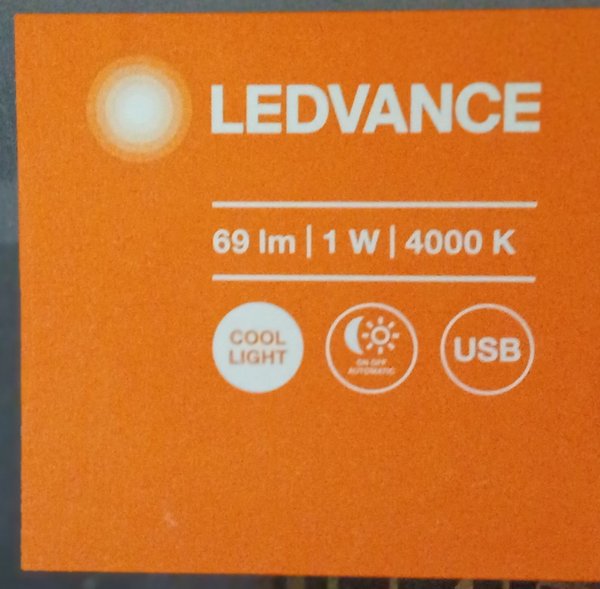 LEDVANCE
69 lm | 1 W | 4000 K
COOL
LIGHT
ON OFF
AUTOMATIC
USB